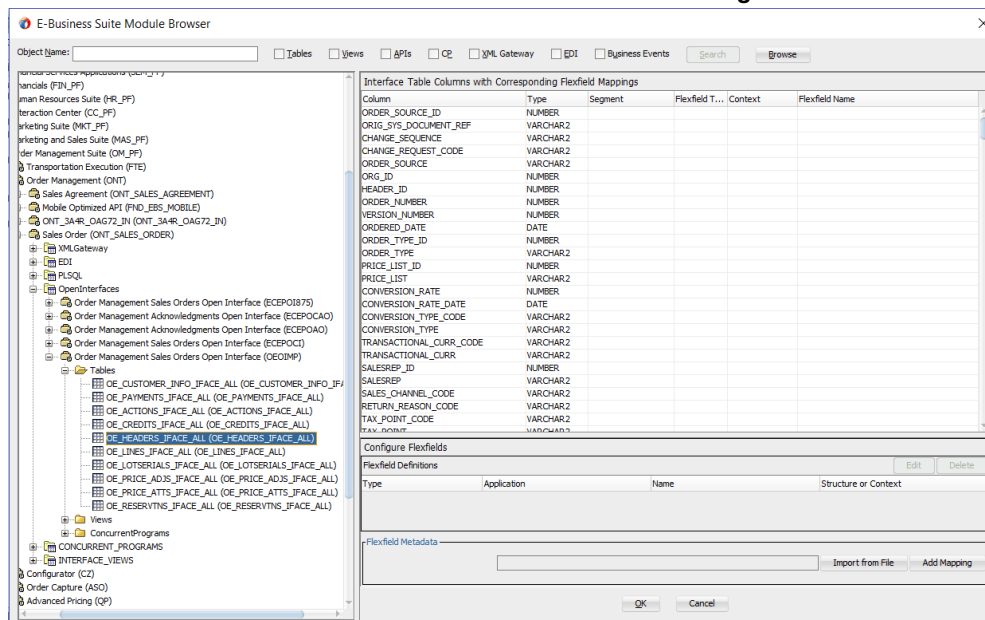 E-Business Suite Module Browser
Object Name: Tables Views APIs CP XML Gateway EDI Business Events Search Browse
nancials (FIN_PF)
uman Resources Suite (HR_PF)
teraction Center (CC_PF)
arketing Suite (MKT_PF)
arketing and Sales Suite (MAS_PF)
rder Management Suite (OM_PF)
Transportation Execution (FTE)
Order Management (ONT)
Sales Agreement (ONT_SALES_AGREEMENT)
Mobile Optimized API (FND_EBS_MOBILE)
ONT_3A4R_OAG72_IN (ONT_3A4R_OAG72_IN)
Sales Order (ONT_SALES_ORDER)
XMLGateway
EDI
PLSQL
OpenInterfaces
Order Management Sales Orders Open Interface (ECEPOI875)
Order Management Acknowledgments Open Interface (ECEPOCAO)
Order Management Acknowledgments Open Interface (ECEPOAO)
Order Management Sales Orders Open Interface (ECEPOCI)
Order Management Sales Orders Open Interface (OEOIMP)
Tables
OE_CUSTOMER_INFO_IFACE_ALL (OE_CUSTOMER_INFO_IFA
OE_PAYMENTS_IFACE_ALL (OE_PAYMENTS_IFACE_ALL)
OE_ACTIONS_IFACE_ALL (OE_ACTIONS_IFACE_ALL)
OE_CREDITS_IFACE_ALL (OE_CREDITS_IFACE_ALL)
OE_HEADERS_IFACE_ALL (OE_HEADERS_IFACE_ALL)
OE_LINES_IFACE_ALL (OE_LINES_IFACE_ALL)
OE_LOTSERIALS_IFACE_ALL (OE_LOTSERIALS_IFACE_ALL)
OE_PRICE_ADJS_IFACE_ALL (OE_PRICE_ADJS_IFACE_ALL)
OE_PRICE_ATTS_IFACE_ALL (OE_PRICE_ATTS_IFACE_ALL)
OE_RESERVTNS_IFACE_ALL (OE_RESERVTNS_IFACE_ALL)
Views
ConcurrentPrograms
CONCURRENT_PROGRAMS
INTERFACE_VIEWS
Configurator (CZ)
Order Capture (ASO)
Advanced Pricing (QP)
Interface Table Columns with Corresponding Flexfield Mappings
Column Type Segment Flexfield T... Context Flexfield Name
ORDER_SOURCE_ID NUMBER
ORIG_SYS_DOCUMENT_REF VARCHAR2
CHANGE_SEQUENCE VARCHAR2
CHANGE_REQUEST_CODE VARCHAR2
ORDER_SOURCE VARCHAR2
ORG_ID NUMBER
HEADER_ID NUMBER
ORDER_NUMBER NUMBER
VERSION_NUMBER NUMBER
ORDERED_DATE DATE
ORDER_TYPE_ID NUMBER
ORDER_TYPE VARCHAR2
PRICE_LIST_ID NUMBER
PRICE_LIST VARCHAR2
CONVERSION_RATE NUMBER
CONVERSION_RATE_DATE DATE
CONVERSION_TYPE_CODE VARCHAR2
CONVERSION_TYPE VARCHAR2
TRANSACTIONAL_CURR_CODE VARCHAR2
TRANSACTIONAL_CURR VARCHAR2
SALESREP_ID NUMBER
SALESREP VARCHAR2
SALES_CHANNEL_CODE VARCHAR2
RETURN_REASON_CODE VARCHAR2
TAX_POINT_CODE VARCHAR2
TAX_POINT VARCHAR2
Configure Flexfields
Flexfield Definitions Edit Delete
Type Application Name Structure or Context
Flexfield Metadata
Import from File Add Mapping
OK Cancel